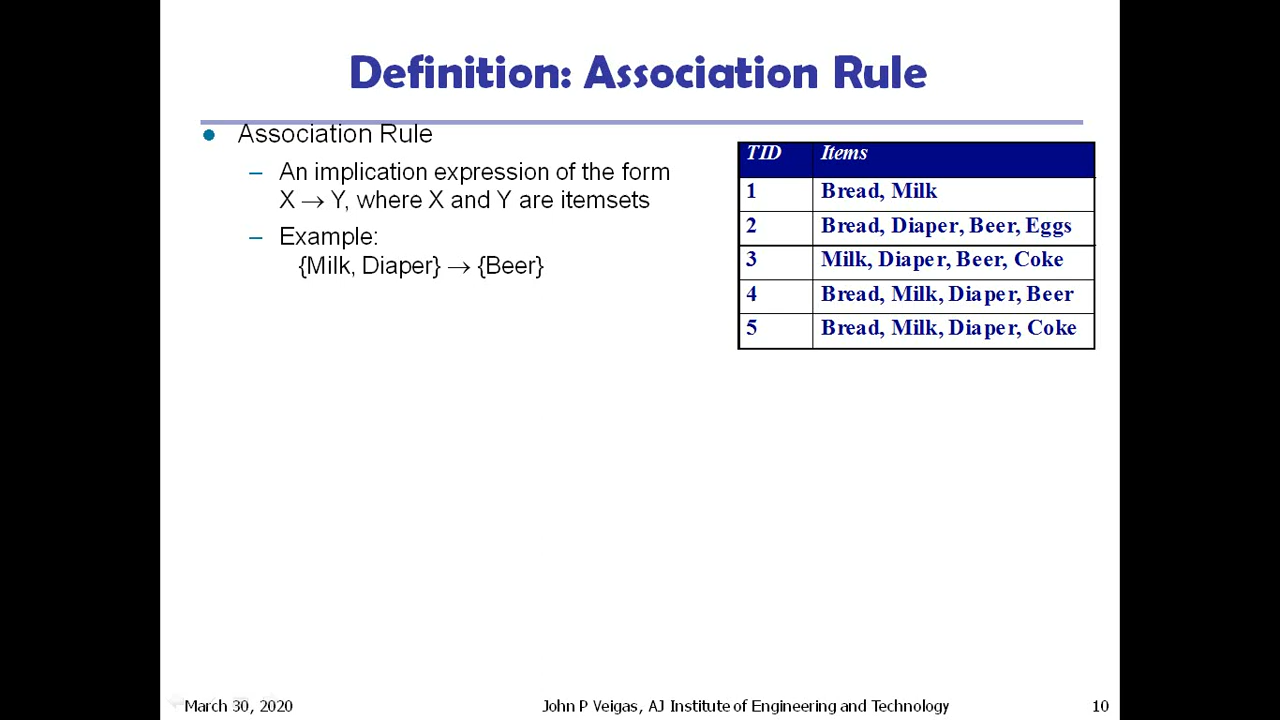 Definition: Association Rule
● Association Rule
– An implication expression of the form
X → Y, where X and Y are itemsets
– Example:
{Milk, Diaper} → {Beer}
TID Items
1 Bread, Milk
2 Bread, Diaper, Beer, Eggs
3 Milk, Diaper, Beer, Coke
4 Bread, Milk, Diaper, Beer
5 Bread, Milk, Diaper, Coke
March 30, 2020 John P Veigas, AJ Institute of Engineering and Technology 10